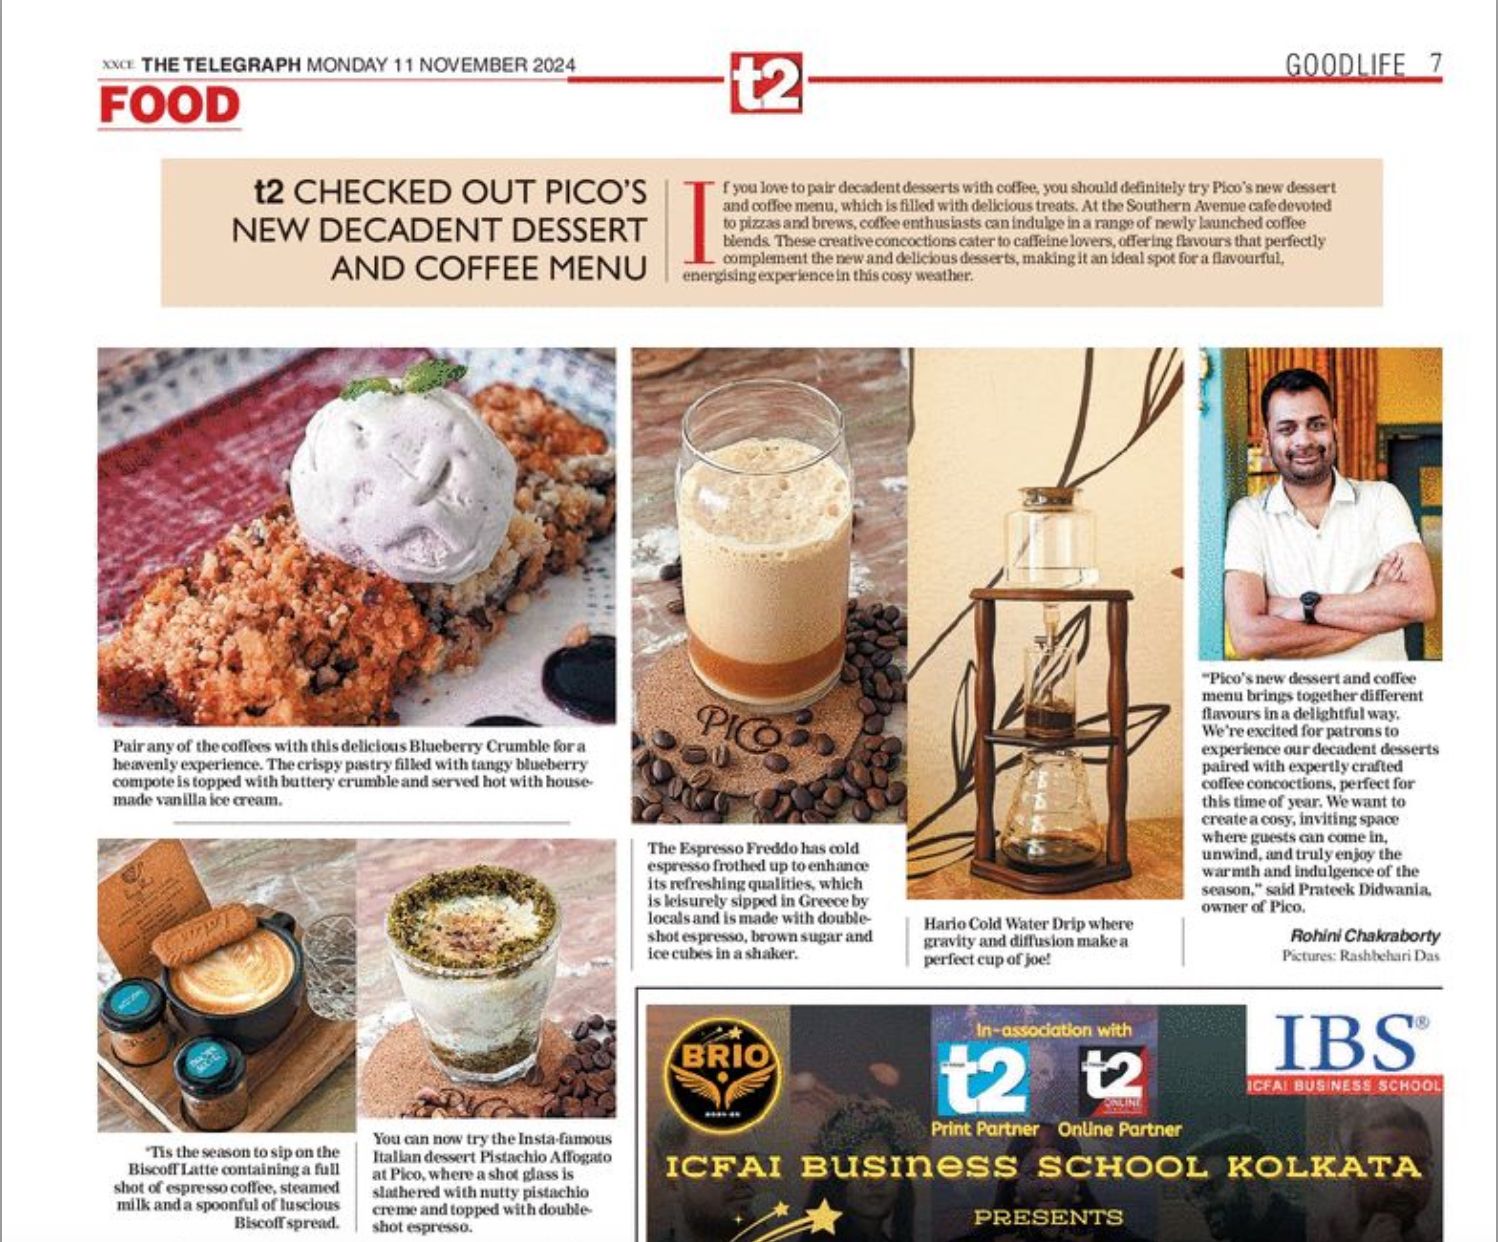 XXCE THE TELEGRAPH MONDAY 11 NOVEMBER 2024
t2
GOODLIFE 7
FOOD
t2 CHECKED OUT PICO'S
NEW DECADENT DESSERT
AND COFFEE MENU
If you love to pair decadent desserts with coffee, you should definitely try Pico's new dessert
and coffee menu, which is filled with delicious treats. At the Southern Avenue cafe devoted
to pizzas and brews, coffee enthusiasts can indulge in a range of newly launched coffee
blends. These creative concoctions cater to caffeine lovers, offering flavours that perfectly
complement the new and delicious desserts, making it an ideal spot for a flavourful,
energising experience in this cosy weather.
Pair any of the coffees with this delicious Blueberry Crumble for a
heavenly experience. The crispy pastry filled with tangy blueberry
compote is topped with buttery crumble and served hot with house-
made vanilla ice cream.
PICO
The Espresso Freddo has cold
espresso frothed up to enhance
its refreshing qualities, which
is leisurely sipped in Greece by
locals and is made with double-
shot espresso, brown sugar and
ice cubes in a shaker.
Hario Cold Water Drip where
gravity and diffusion make a
perfect cup of joe!
"Pico's new dessert and coffee
menu brings together different
flavours in a delightful way.
We're excited for patrons to
experience our decadent desserts
paired with expertly crafted
coffee concoctions, perfect for
this time of year. We want to
create a cosy, inviting space
where guests can come in,
unwind, and truly enjoy the
warmth and indulgence of the
season," said Prateek Didwania,
owner of Pico.
Rohini Chakraborty
Pictures: Rashbehari Das
'Tis the season to sip on the
Biscoff Latte containing a full
shot of espresso coffee, steamed
milk and a spoonful of luscious
Biscoff spread.
You can now try the Insta-famous
Italian dessert Pistachio Affogato
at Pico, where a shot glass is
slathered with nutty pistachio
creme and topped with double-
shot espresso.
BRIO
In-association with
t2
t2
ONLINE
Print Partner Online Partner
IBS®
ICFAI BUSINESS SCHOOL
ICFAI BUSINESS SCHOOL KOLKATA
PRESENTS